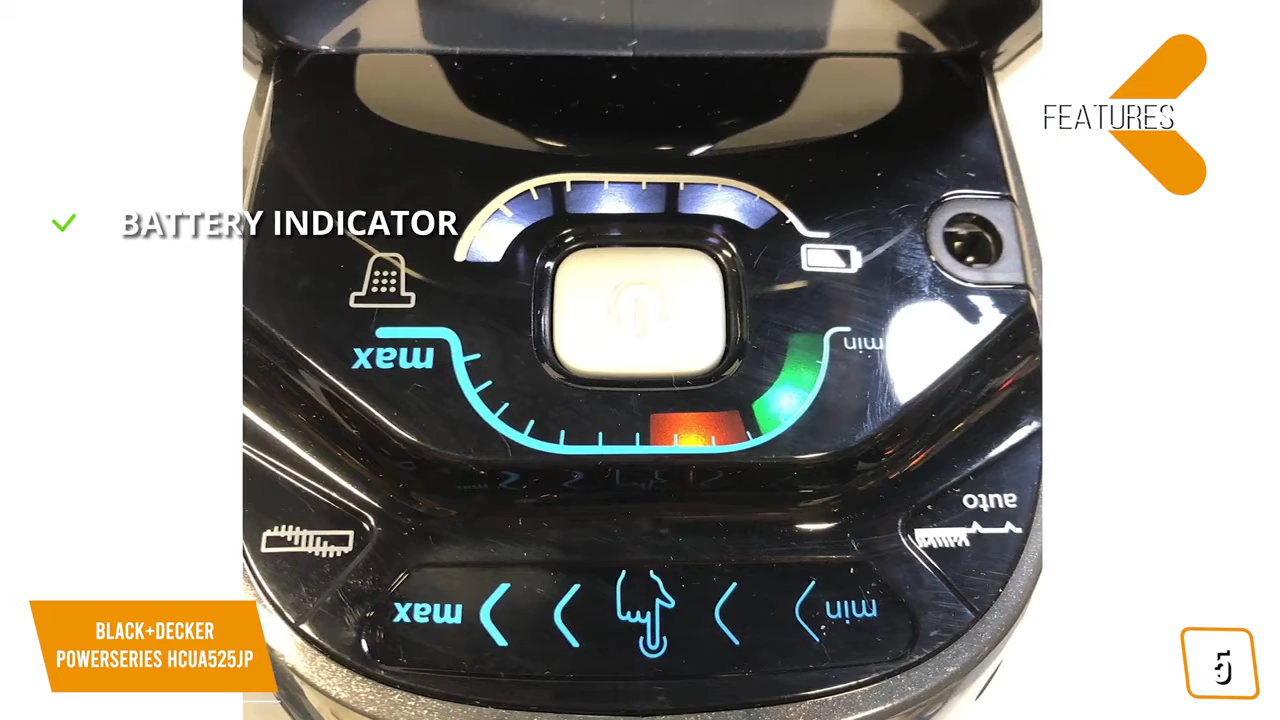 FEATURES
BATTERY INDICATOR
max
min
auto
max
min
BLACK+DECKER
POWERSERIES HCUA525JP
5